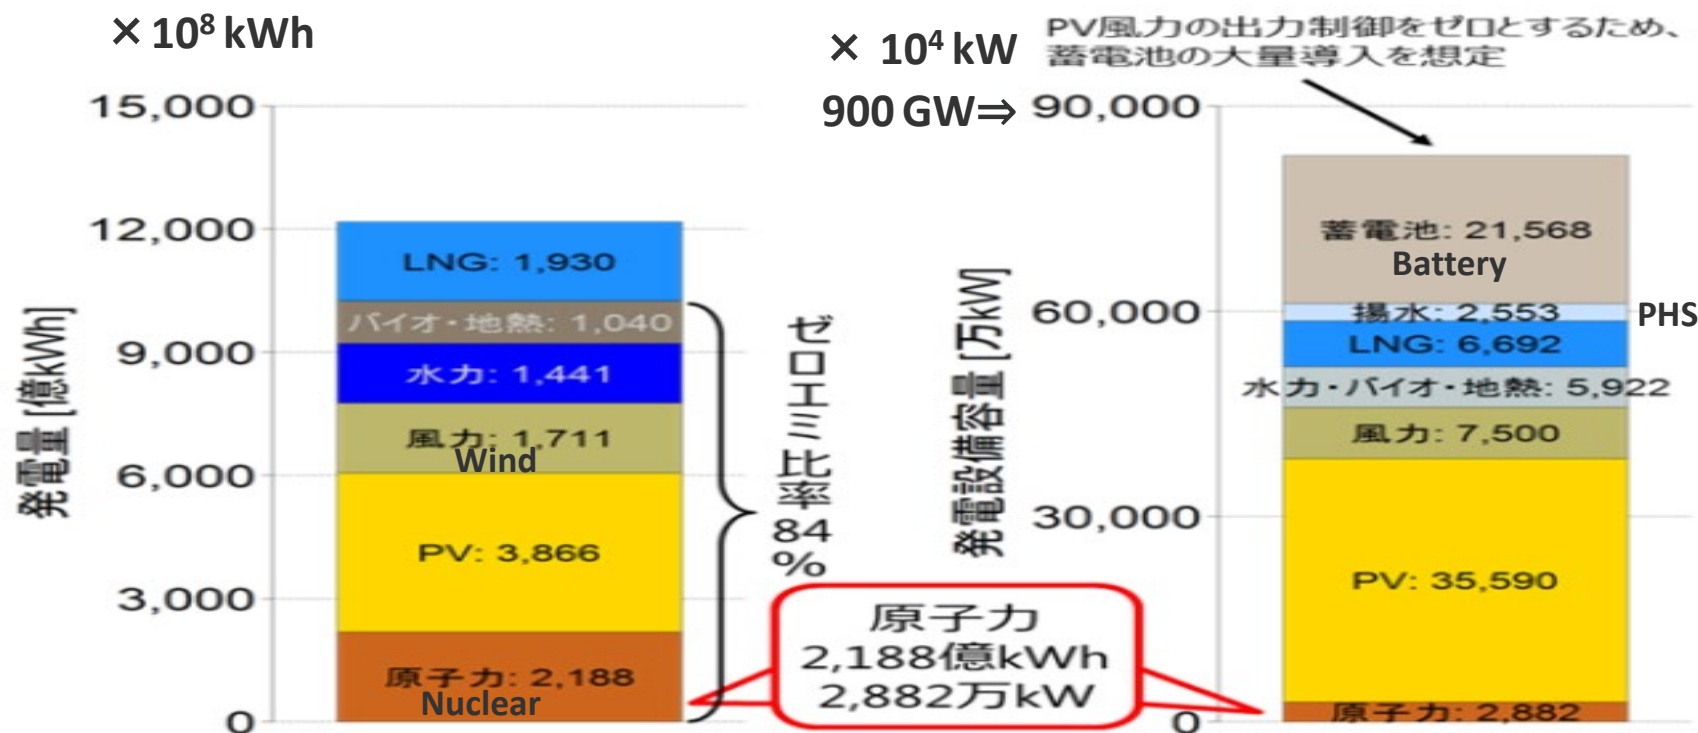 × 10⁸ kWh
15,000
12,000
9,000
6,000
3,000
0
発電量 [億kWh]
LNG: 1,930
バイオ・地熱: 1,040
水力: 1,441
風力: 1,711
Wind
PV: 3,866
原子力: 2,188
Nuclear
ゼロエミ比率84%
原子力
2,188億kWh
2,882万kW
× 10⁴ kW
900 GW⇒
PV風力の出力制御をゼロとするため、
蓄電池の大量導入を想定
90,000
60,000
30,000
0
発電設備容量 [万kW]
蓄電池: 21,568
Battery
揚水: 2,553
PHS
LNG: 6,692
水力・バイオ・地熱: 5,922
風力: 7,500
PV: 35,590
原子力: 2,882